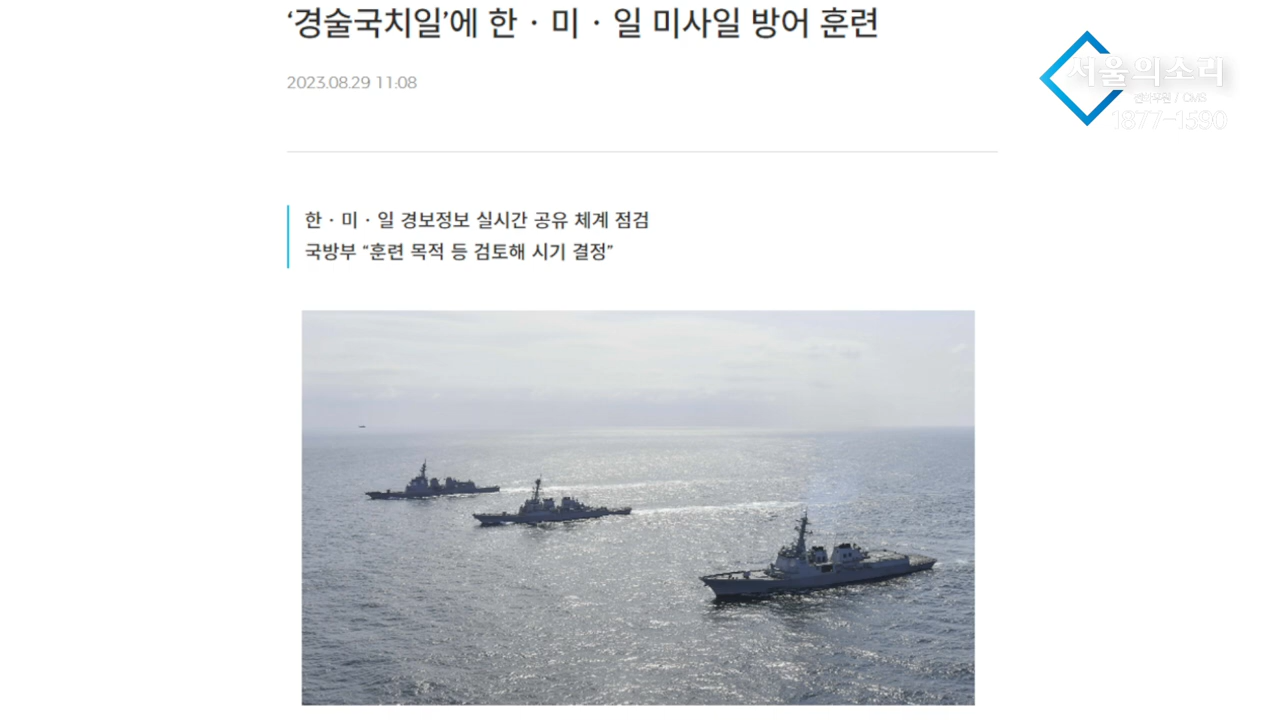 ‘경술국치일’에 한·미·일 미사일 방어 훈련
2023.08.29 11:08
서울의소리
1877-1590
한·미·일 경보정보 실시간 공유 체계 점검
국방부 “훈련 목적 등 검토해 시기 결정”